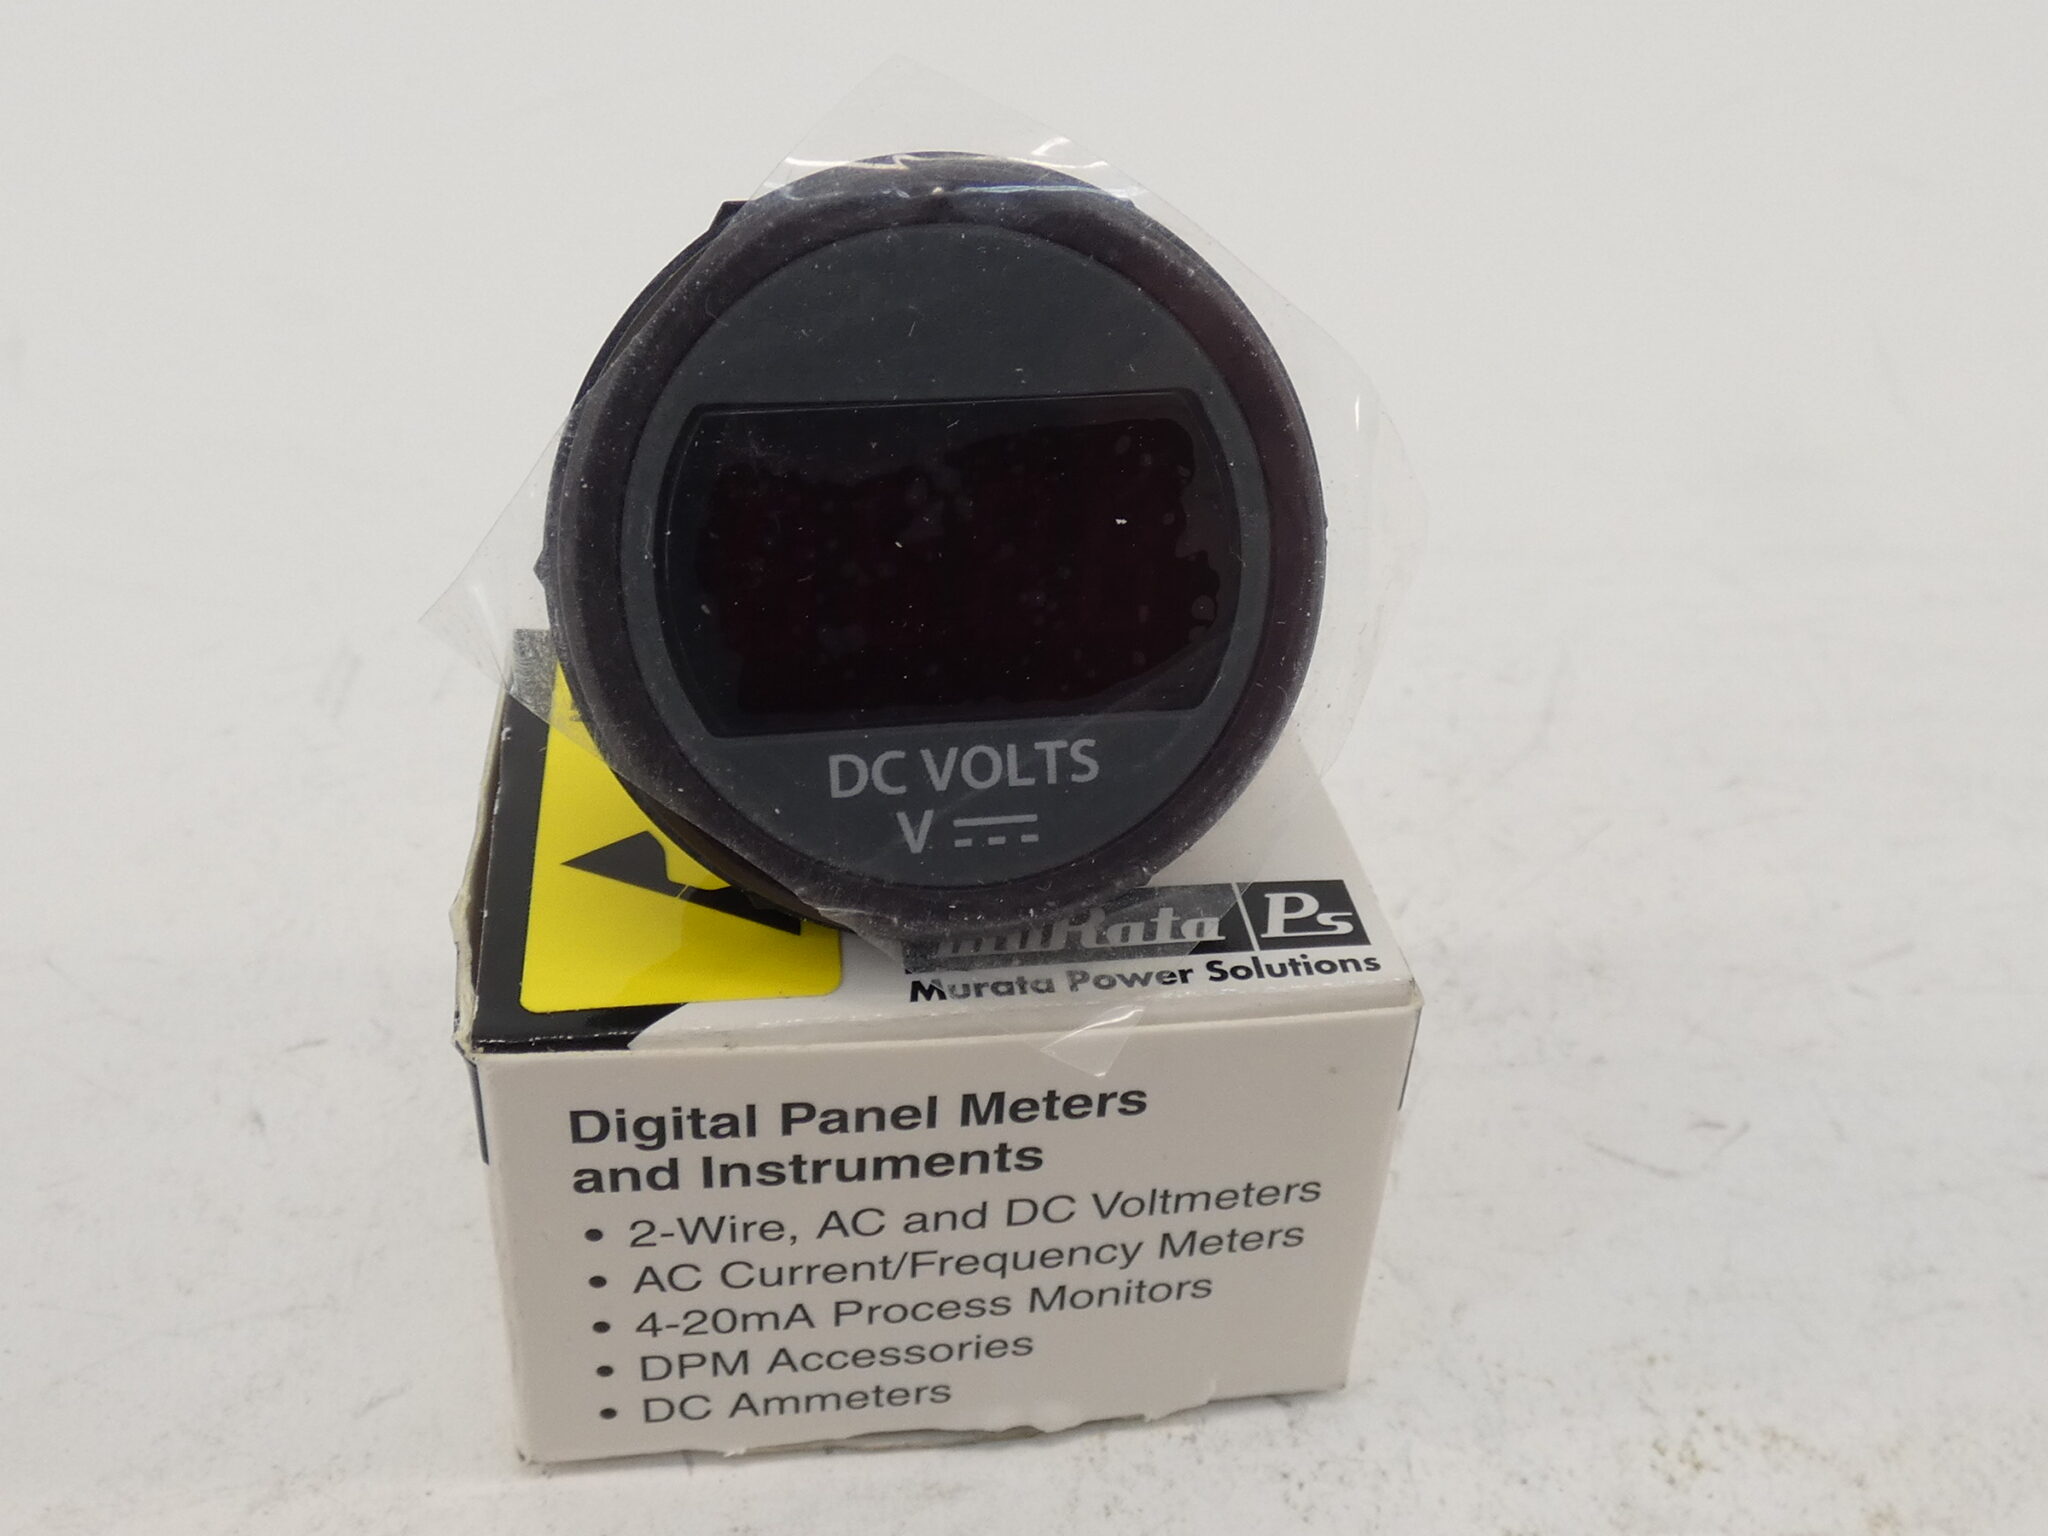 DC VOLTS
V
muRata Ps
Murata Power Solutions
Digital Panel Meters
and Instruments
• 2-Wire, AC and DC Voltmeters
• AC Current/Frequency Meters
• 4-20mA Process Monitors
• DPM Accessories
• DC Ammeters